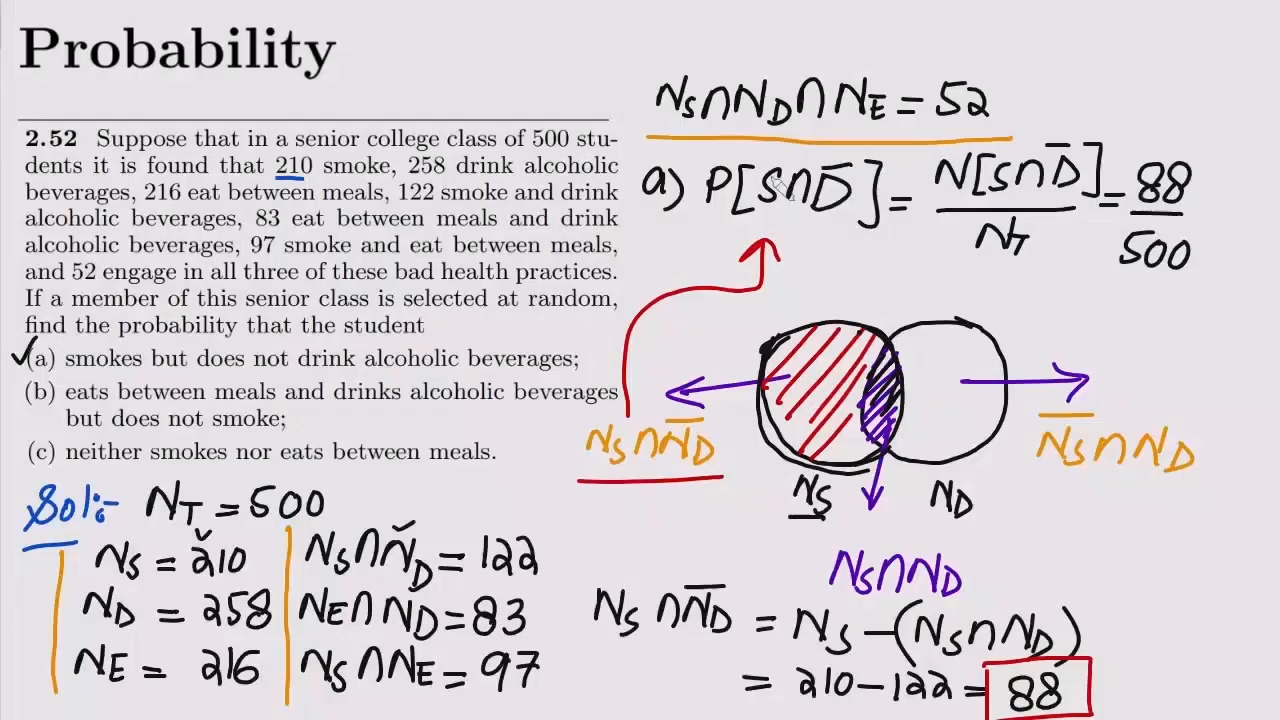 Probability
2.52 Suppose that in a senior college class of 500 stu-
dents it is found that 210 smoke, 258 drink alcoholic
beverages, 216 eat between meals, 122 smoke and drink
alcoholic beverages, 83 eat between meals and drink
alcoholic beverages, 97 smoke and eat between meals,
and 52 engage in all three of these bad health practices.
If a member of this senior class is selected at random,
find the probability that the student
(a) smokes but does not drink alcoholic beverages;
(b) eats between meals and drinks alcoholic beverages
but does not smoke;
(c) neither smokes nor eats between meals.
Sol:- N_T = 500
N_S = 210
N_D = 258
N_E = 216
N_S ∩ N_D = 122
N_E ∩ N_D = 83
N_S ∩ N_E = 97
N_S ∩ N_D ∩ N_E = 52
a) P[S∩D̅] = N[S∩D̅] / N_T = 88 / 500
N_S ∩ N̅_D
N̅_S ∩ N_D
N_S
N_D
N_S ∩ N_D
N_S ∩ N̅_D = N_S − (N_S ∩ N_D)
= 210 − 122 = 88